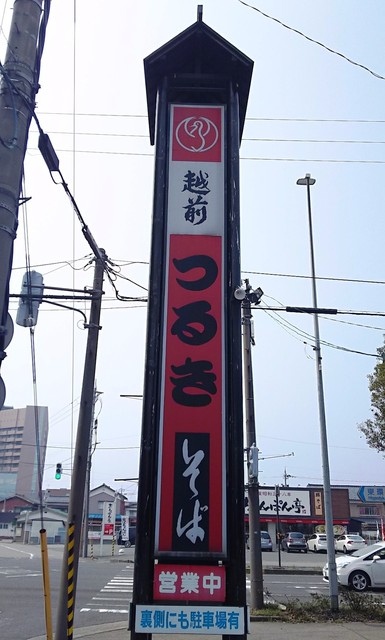 越前
つるき
そば
営業中
裏側にも駐車場有